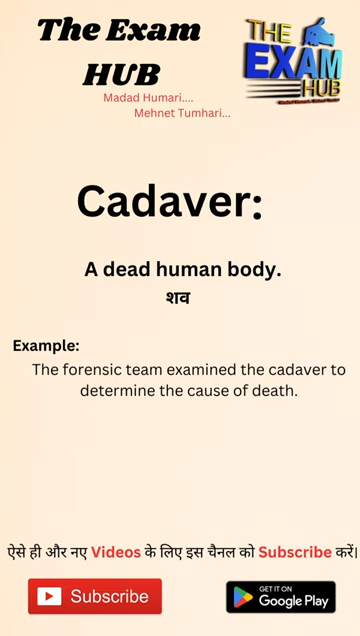 The Exam
HUB
Madad Humari....
Mehnet Tumhari...
THE
EXAM
HUB
Cadaver:
A dead human body.
शव
Example:
The forensic team examined the cadaver to
determine the cause of death.
ऐसे ही और नए Videos के लिए इस चैनल को Subscribe करें।
Subscribe
GET IT ON
Google Play